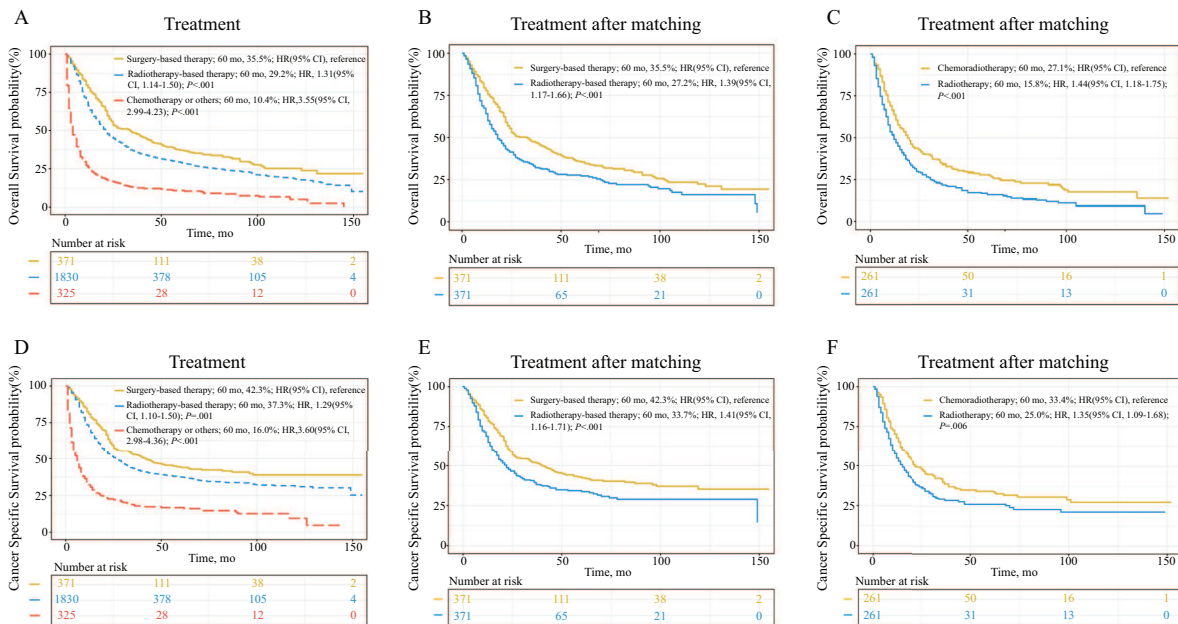 A
Treatment
Overall Survival probability(%)
100
75
50
25
0
Surgery-based therapy; 60 mo, 35.5%; HR(95% CI), reference
Radiotherapy-based therapy; 60 mo, 29.2%; HR, 1.31(95%
CI, 1.14-1.50); P<.001
Chemotherapy or others; 60 mo, 10.4%; HR,3.55(95% CI,
2.99-4.23); P<.001
0 50 100 150
Time, mo
Number at risk
371 111 38 2
1830 378 105 4
325 28 12 0
B
Treatment after matching
Overall Survival probability(%)
100
75
50
25
0
Surgery-based therapy; 60 mo, 35.5%; HR(95% CI), reference
Radiotherapy-based therapy; 60 mo, 27.2%; HR, 1.39(95% CI,
1.17-1.66); P<.001
0 50 100 150
Time, mo
Number at risk
371 111 38 2
371 65 21 0
C
Treatment after matching
Overall Survival probability(%)
100
75
50
25
0
Chemoradiotherapy; 60 mo, 27.1%; HR(95% CI), reference
Radiotherapy; 60 mo, 15.8%; HR, 1.44(95% CI, 1.18-1.75);
P<.001
0 50 100 150
Time, mo
Number at risk
261 50 16 1
261 31 13 0
D
Treatment
Cancer Specific Survival probability(%)
100
75
50
25
0
Surgery-based therapy; 60 mo, 42.3%; HR(95% CI), reference
Radiotherapy-based therapy; 60 mo, 37.3%; HR, 1.29(95%
CI, 1.10-1.50); P=.001
Chemotherapy or others; 60 mo, 16.0%; HR,3.60(95% CI,
2.98-4.36); P<.001
0 50 100 150
Time, mo
Number at risk
371 111 38 2
1830 378 105 4
325 28 12 0
E
Treatment after matching
Cancer Specific Survival probability(%)
100
75
50
25
0
Surgery-based therapy; 60 mo, 42.3%; HR(95% CI), reference
Radiotherapy-based therapy; 60 mo, 33.7%; HR, 1.41(95% CI,
1.16-1.71); P<.001
0 50 100 150
Time, mo
Number at risk
371 111 38 2
371 65 21 0
F
Treatment after matching
Cancer Specific Survival probability(%)
100
75
50
25
0
Chemoradiotherapy; 60 mo, 33.4%; HR(95% CI), reference
Radiotherapy; 60 mo, 25.0%; HR, 1.35(95% CI, 1.09-1.68);
P=.006
0 50 100 150
Time, mo
Number at risk
261 50 16 1
261 31 13 0